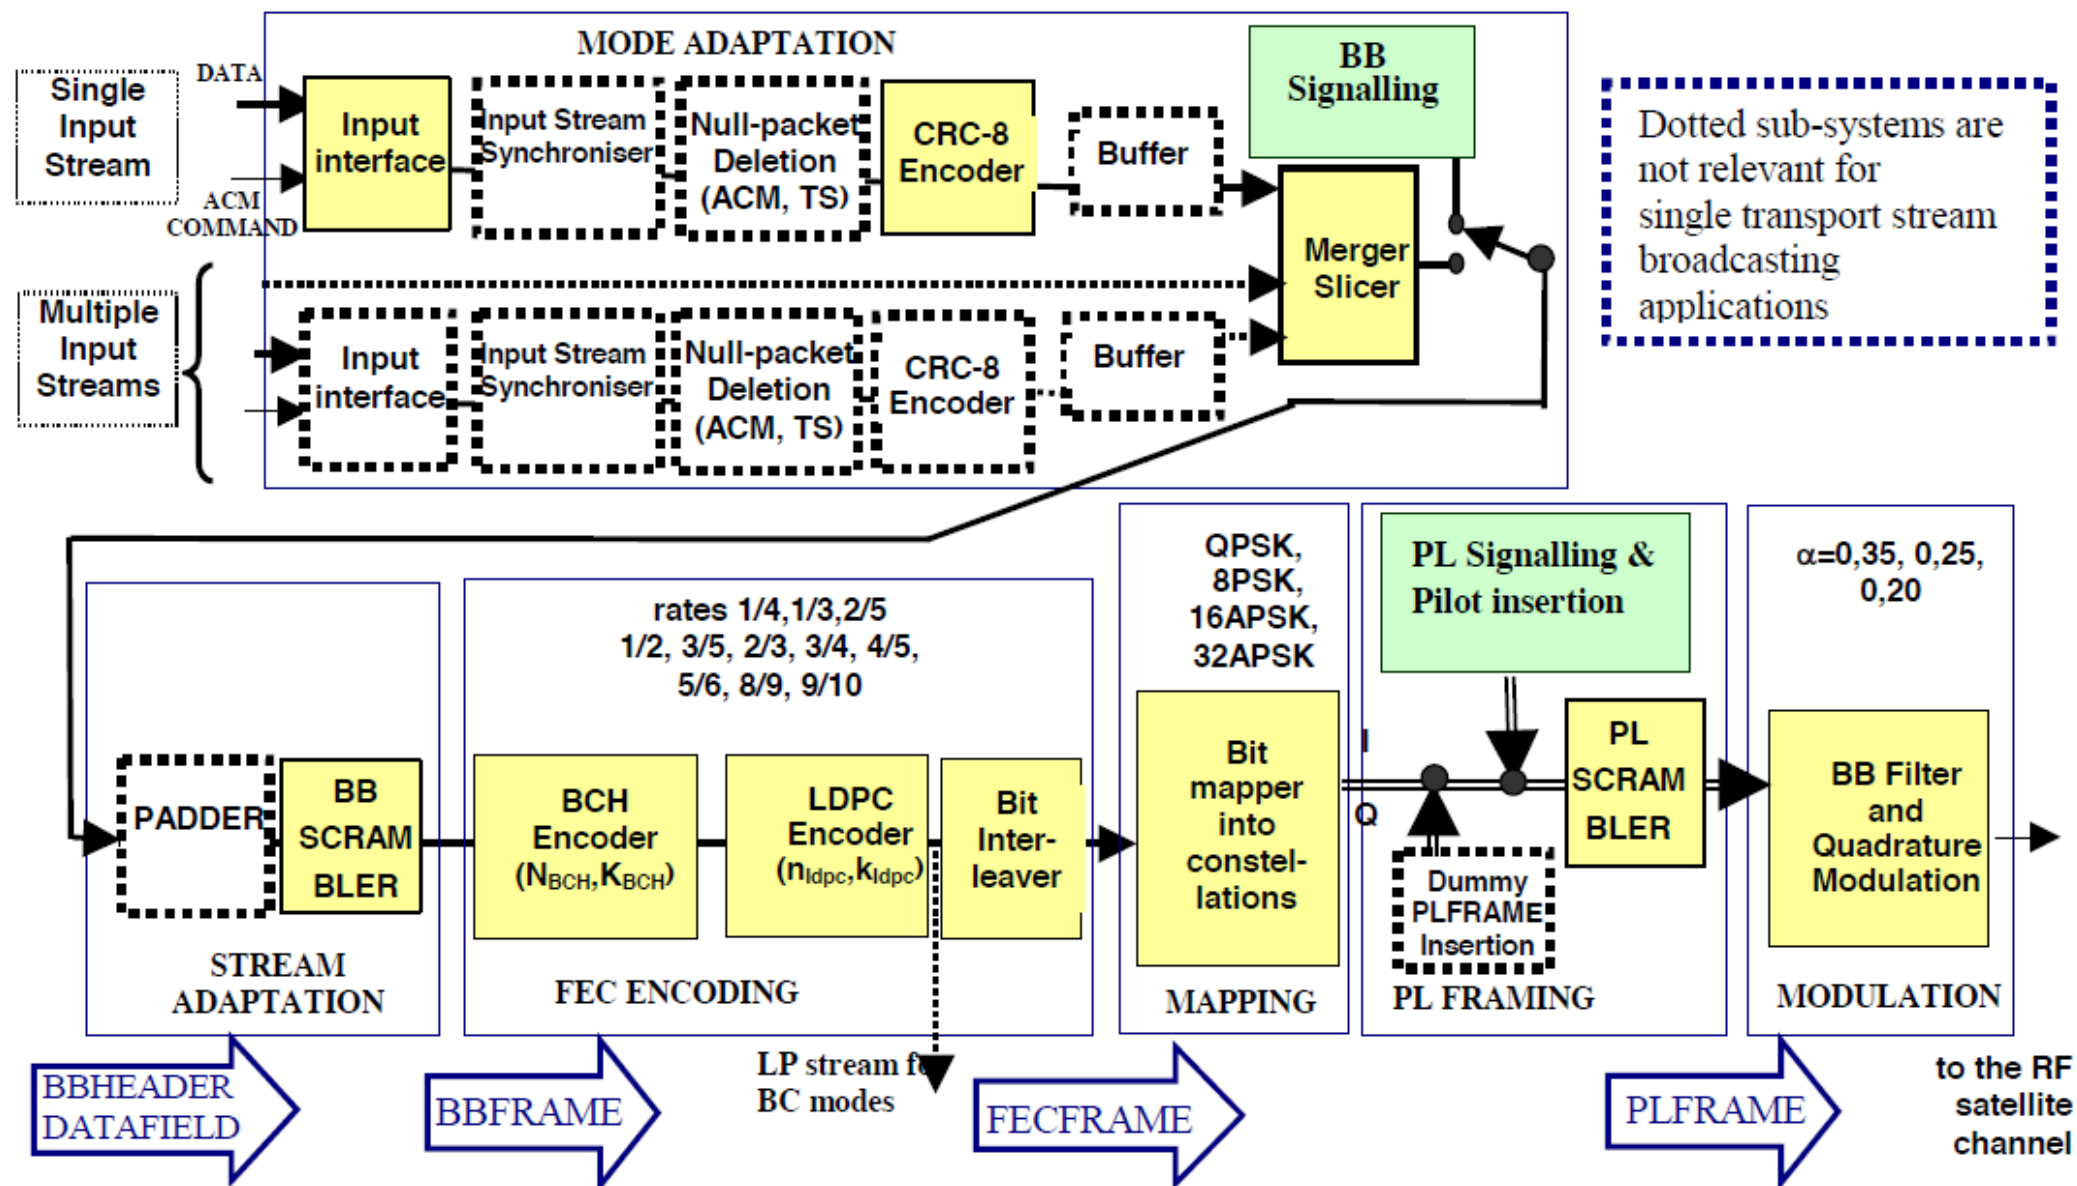 MODE ADAPTATION
Single
Input
Stream
DATA
ACM
COMMAND
Input
interface
Input Stream
Synchroniser
Null-packet
Deletion
(ACM, TS)
CRC-8
Encoder
Buffer
BB
Signalling
Merger
Slicer
Dotted sub-systems are
not relevant for
single transport stream
broadcasting
applications
Multiple
Input
Streams
Input
interface
Input Stream
Synchroniser
Null-packet
Deletion
(ACM, TS)
CRC-8
Encoder
Buffer
PADDER
BB
SCRAM
BLER
STREAM
ADAPTATION
rates 1/4,1/3,2/5
1/2, 3/5, 2/3, 3/4, 4/5,
5/6, 8/9, 9/10
BCH
Encoder
(NBCH,KBCH)
LDPC
Encoder
(nldpc,kldpc)
Bit
Inter-
leaver
FEC ENCODING
LP stream
BC modes
QPSK,
8PSK,
16APSK,
32APSK
Bit
mapper
into
constel-
lations
MAPPING
I
Q
PL Signalling &
Pilot insertion
Dummy
PLFRAME
Insertion
PL
SCRAM
BLER
PL FRAMING
α=0,35, 0,25,
0,20
BB Filter
and
Quadrature
Modulation
MODULATION
BBHEADER
DATAFIELD
BBFRAME
FECFRAME
PLFRAME
to the RF
satellite
channel